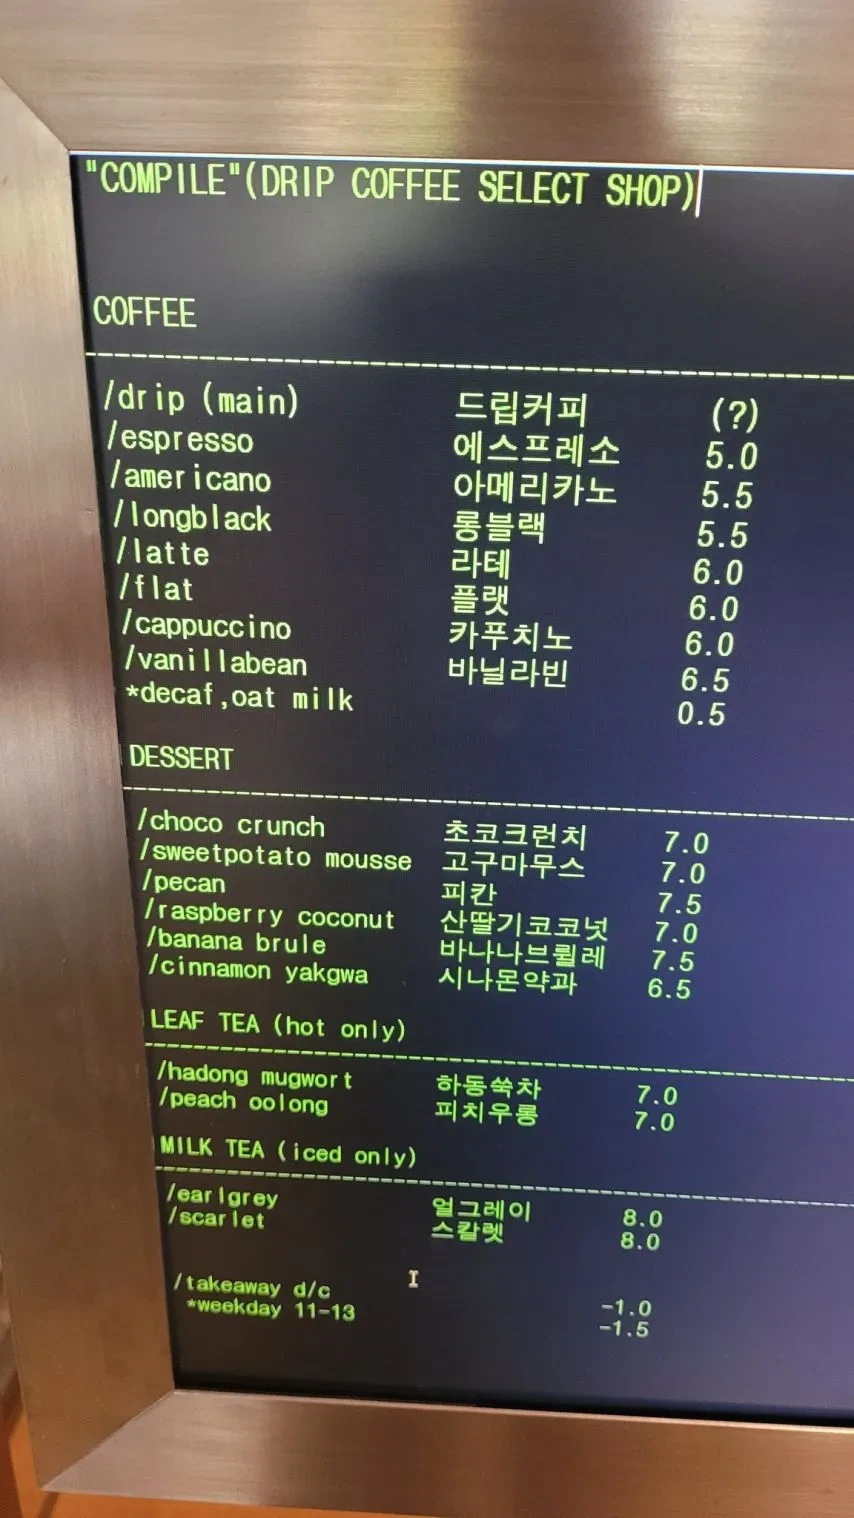 "COMPILE"(DRIP COFFEE SELECT SHOP)
COFFEE
/drip (main) 드립커피 (?)
/espresso 에스프레소 5.0
/americano 아메리카노 5.5
/longblack 롱블랙 5.5
/latte 라테 6.0
/flat 플랫 6.0
/cappuccino 카푸치노 6.0
/vanillabean 바닐라빈 6.5
*decaf,oat milk 0.5
DESSERT
/choco crunch 초코크런치 7.0
/sweetpotato mousse 고구마무스 7.0
/pecan 피칸 7.5
/raspberry coconut 산딸기코코넛 7.0
/banana brule 바나나브륄레 7.5
/cinnamon yakgwa 시나몬약과 6.5
LEAF TEA (hot only)
/hadong mugwort 하동쑥차 7.0
/peach oolong 피치우롱 7.0
MILK TEA (iced only)
/earlgrey 얼그레이 8.0
/scarlet 스칼렛 8.0
/takeaway d/c -1.0
*weekday 11-13 -1.5